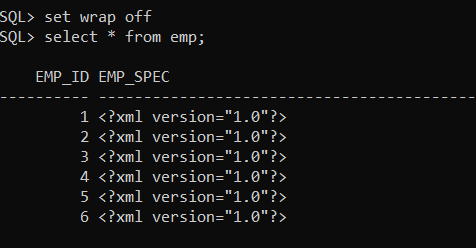 SQL> set wrap off
SQL> select * from emp;
EMP_ID EMP_SPEC
---------- ------------------------------------------
1 <?xml version="1.0"?>
2 <?xml version="1.0"?>
3 <?xml version="1.0"?>
4 <?xml version="1.0"?>
5 <?xml version="1.0"?>
6 <?xml version="1.0"?>